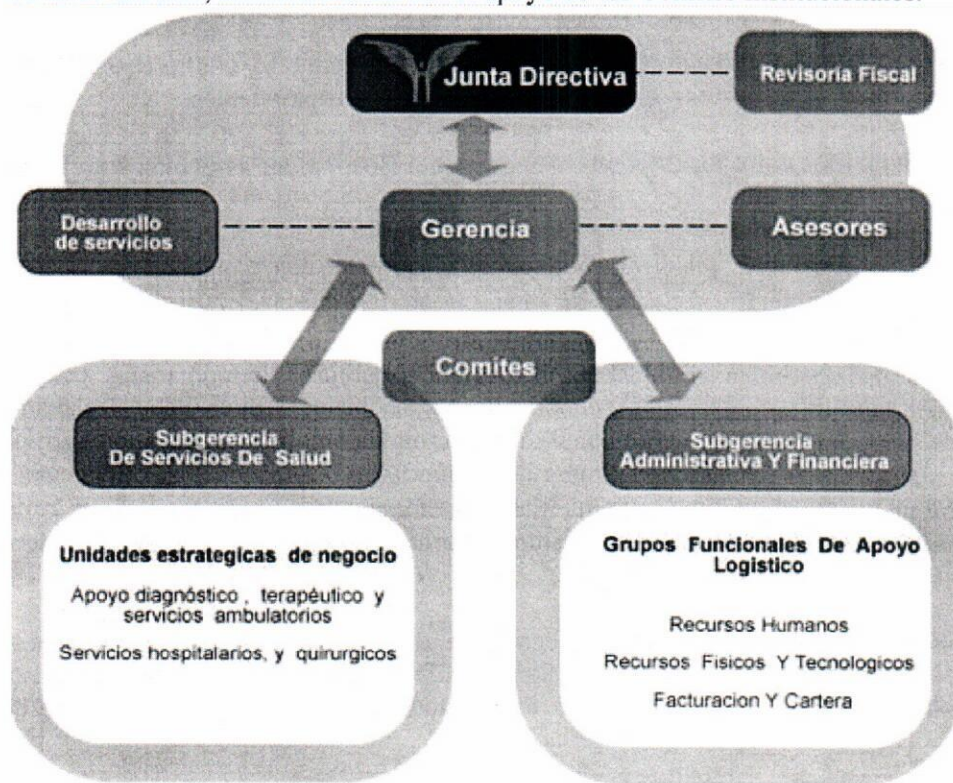 Junta Directiva
Revisoria Fiscal
Desarrollo
de servicios
Gerencia
Asesores
Comites
Subgerencia
De Servicios De Salud
Subgerencia
Administrativa Y Financiera
Unidades estrategicas de negocio
Apoyo diagnóstico , terapéutico y
servicios ambulatorios
Servicios hospitalarios, y quirurgicos
Grupos Funcionales De Apoyo
Logistico
Recursos Humanos
Recursos Fisicos Y Tecnologicos
Facturacion Y Cartera